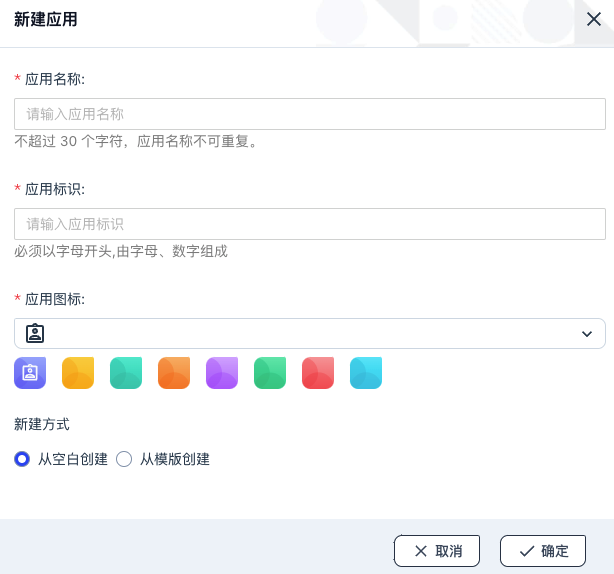 新建应用
* 应用名称:
请输入应用名称
不超过 30 个字符，应用名称不可重复。
* 应用标识:
请输入应用标识
必须以字母开头,由字母、数字组成
* 应用图标:
新建方式
从空白创建 从模版创建
取消 确定